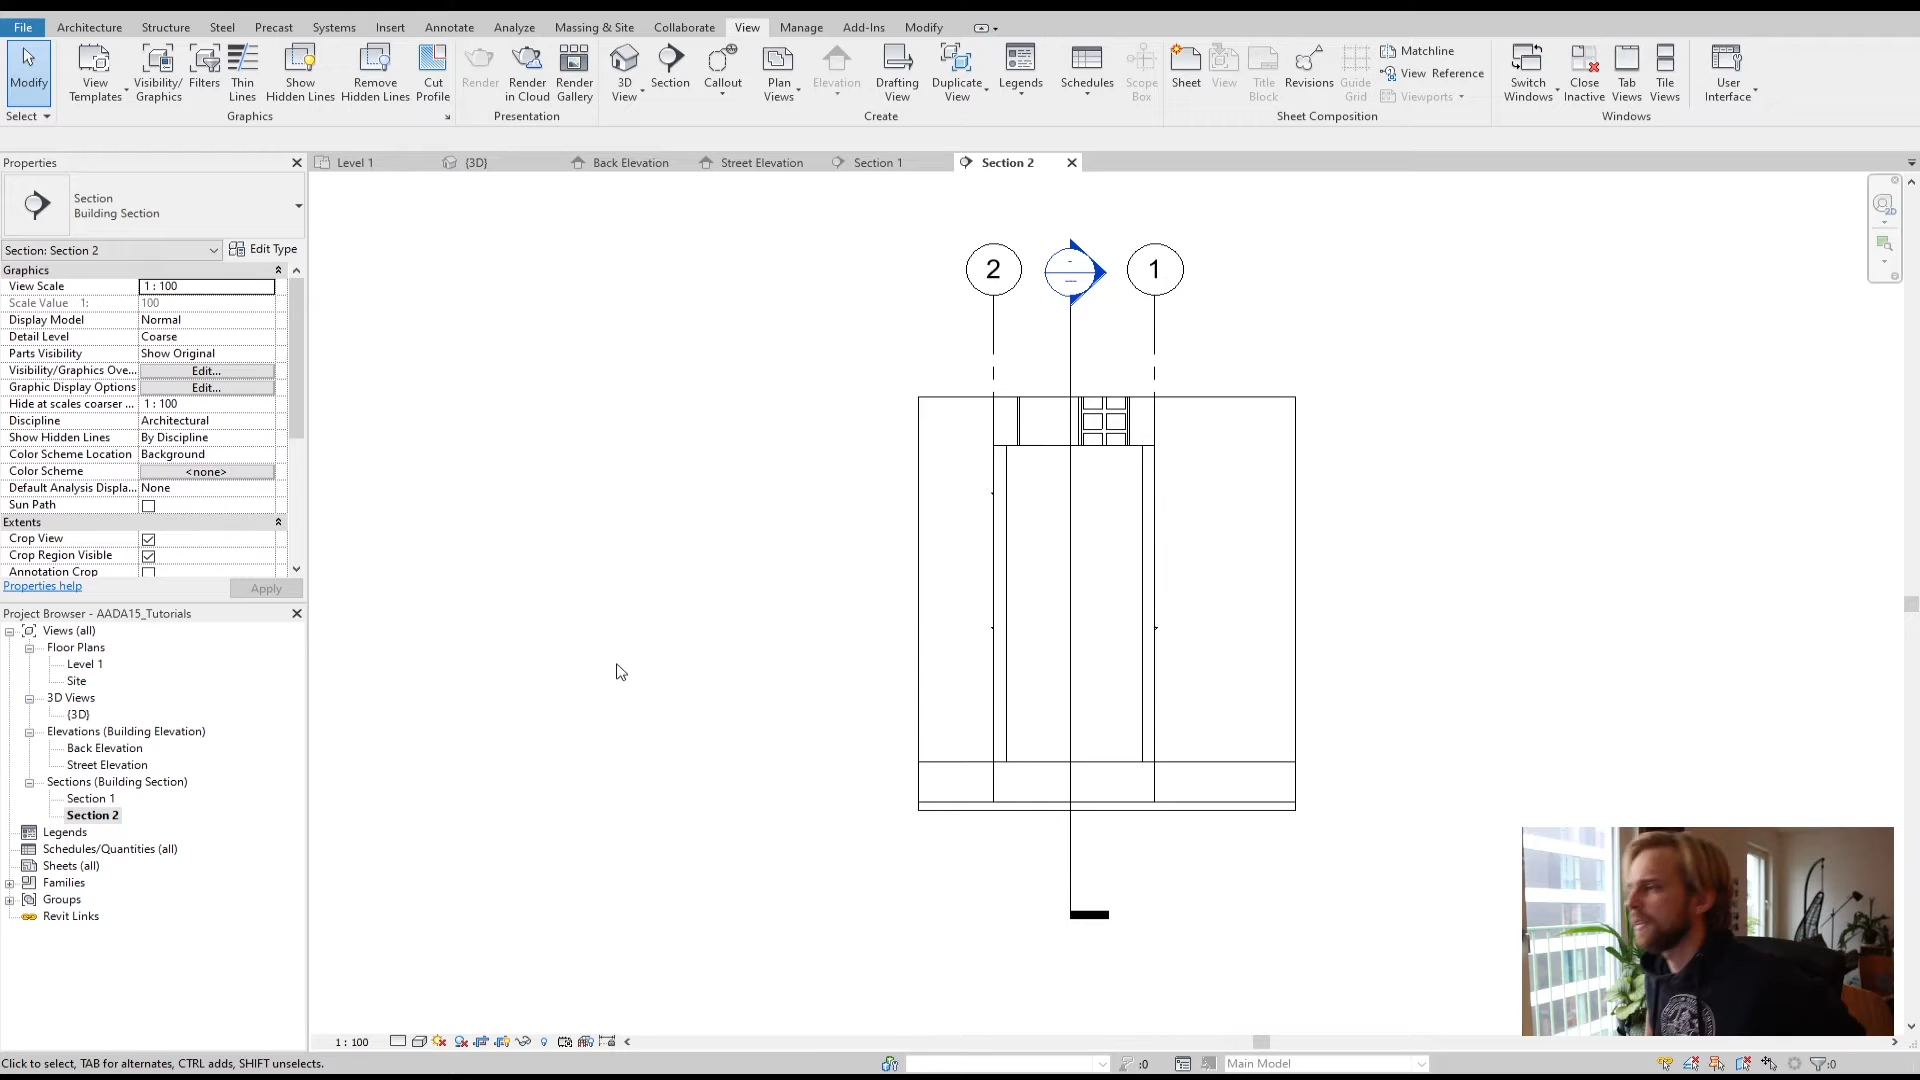 File Architecture Structure Steel Precast Systems Insert Annotate Analyze Massing & Site Collaborate View Manage Add-Ins Modify
Modify
View Templates
Visibility/ Graphics
Filters
Thin Lines
Show Hidden Lines
Remove Hidden Lines
Cut Profile
Render
Render in Cloud
Render Gallery
3D View
Section
Callout
Plan Views
Elevation
Drafting View
Duplicate View
Legends
Schedules
Scope Box
Sheet
View
Title Block
Revisions
Guide Grid
Matchline
View Reference
Viewports
Switch Windows
Close Inactive
Tab Views
Tile Views
User Interface
Select Graphics Presentation Create Sheet Composition Windows
Properties
Level 1 {3D} Back Elevation Street Elevation Section 1 Section 2
Section
Building Section
Section: Section 2 Edit Type
Graphics
View Scale 1 : 100
Scale Value 1: 100
Display Model Normal
Detail Level Coarse
Parts Visibility Show Original
Visibility/Graphics Ove... Edit...
Graphic Display Options Edit...
Hide at scales coarser ... 1 : 100
Discipline Architectural
Show Hidden Lines By Discipline
Color Scheme Location Background
Color Scheme <none>
Default Analysis Displa... None
Sun Path
Extents
Crop View
Crop Region Visible
Annotation Crop
Properties help Apply
Project Browser - AADA15_Tutorials
Views (all)
Floor Plans
Level 1
Site
3D Views
{3D}
Elevations (Building Elevation)
Back Elevation
Street Elevation
Sections (Building Section)
Section 1
Section 2
Legends
Schedules/Quantities (all)
Sheets (all)
Families
Groups
Revit Links
2 1
2D
1 : 100
Click to select, TAB for alternates, CTRL adds, SHIFT unselects.
:0
Main Model
:0